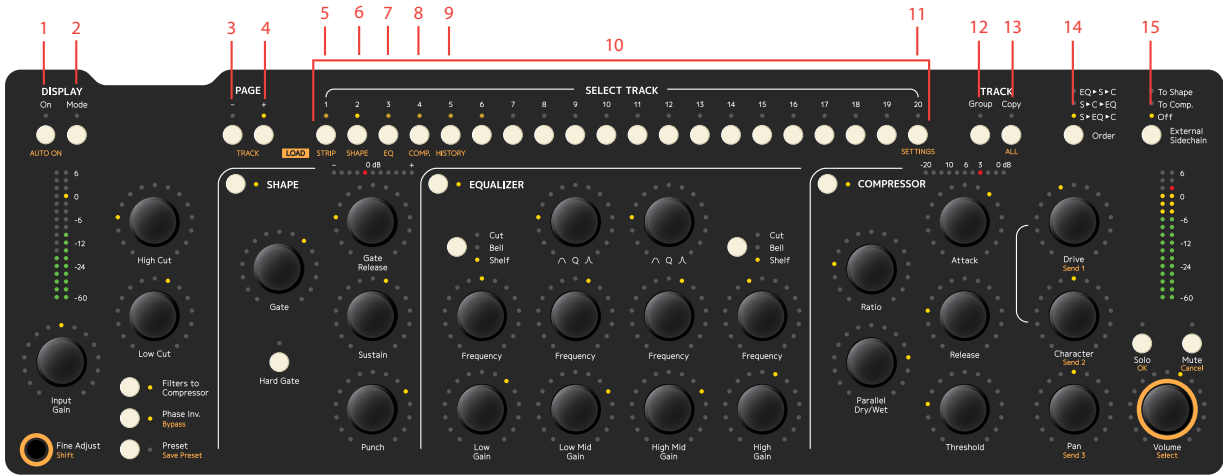 1 2 3 4 5 6 7 8 9 10 11 12 13 14 15
DISPLAY
On Mode
AUTO ON
PAGE
− +
TRACK
LOAD
SELECT TRACK
1 2 3 4 5 6 7 8 9 10 11 12 13 14 15 16 17 18 19 20
STRIP SHAPE EQ COMP. HISTORY SETTINGS
TRACK
Group Copy
ALL
EQ▸S▸C
S▸C▸EQ
S▸EQ▸C
Order
To Shape
To Comp.
Off
External
Sidechain
6
0
-6
-12
-24
-60
High Cut
Low Cut
Input
Gain
Filters to
Compressor
Phase Inv.
Bypass
Preset
Save Preset
Fine Adjust
Shift
SHAPE
− 0 dB +
Gate
Gate
Release
Sustain
Hard Gate
Punch
EQUALIZER
Cut
Bell
Shelf
Q
Q
Cut
Bell
Shelf
Frequency Frequency Frequency Frequency
Low
Gain
Low Mid
Gain
High Mid
Gain
High
Gain
COMPRESSOR
-20 10 6 3 0 dB
Attack
Ratio
Release
Parallel
Dry/Wet
Threshold
Drive
Send 1
Character
Send 2
Pan
Send 3
6
0
-6
-12
-24
-60
Solo
OK
Mute
Cancel
Volume
Select